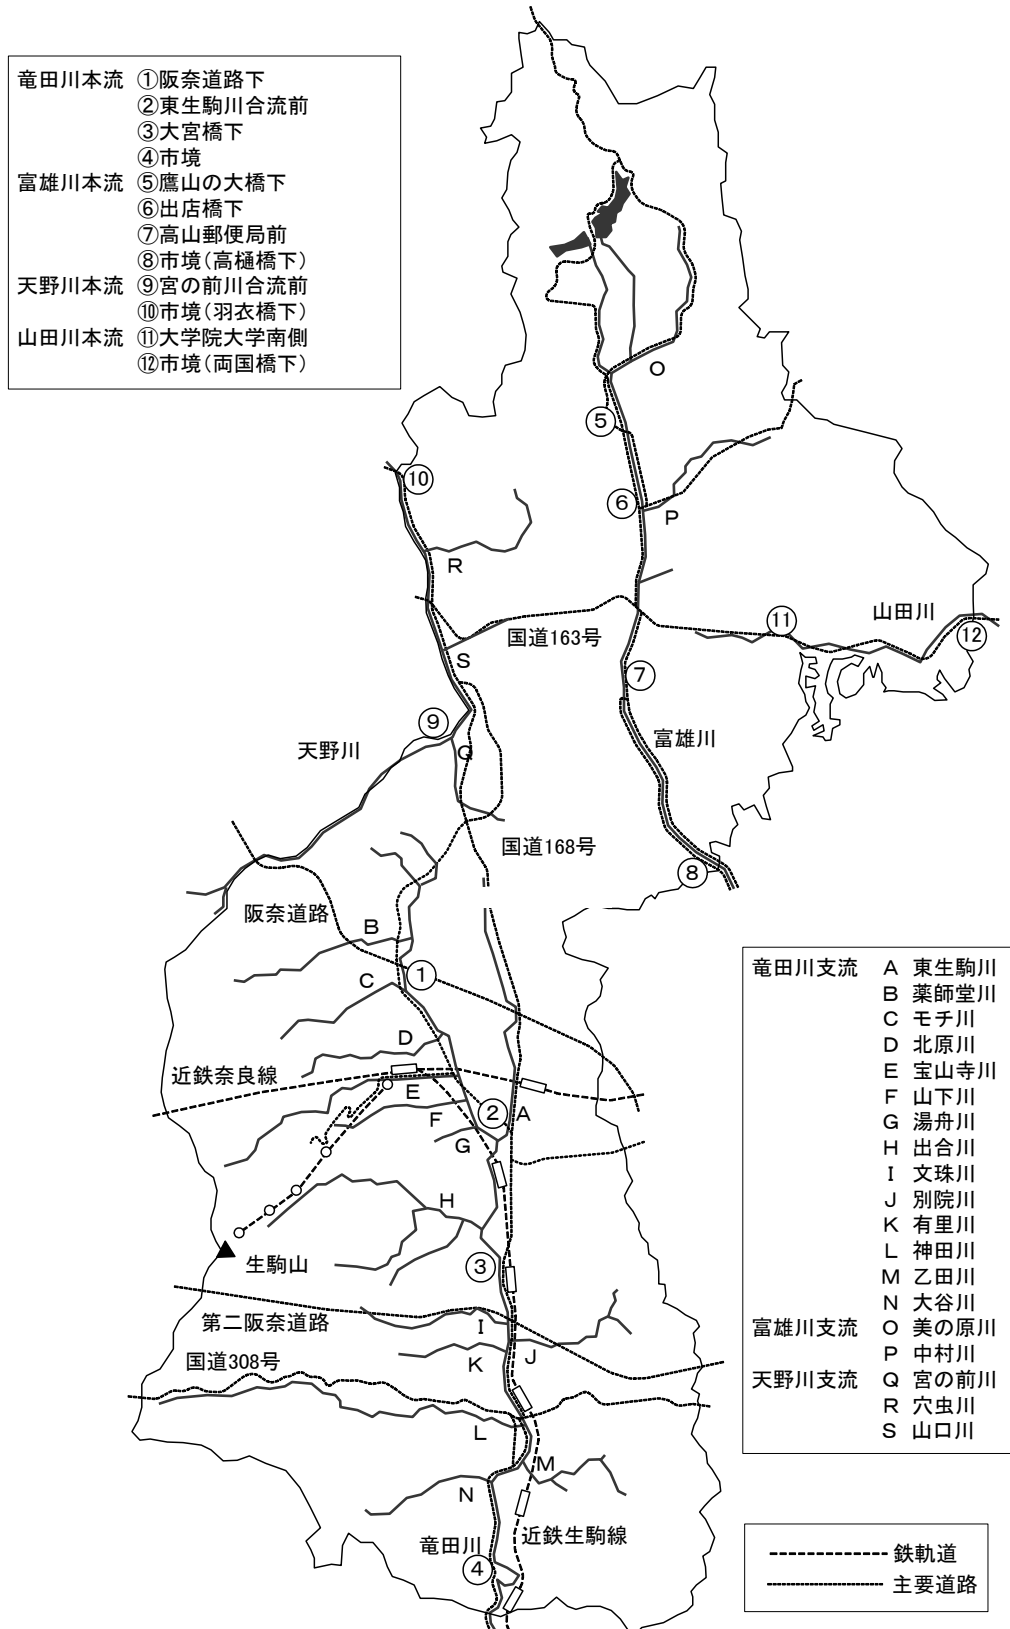 竜田川本流 ①阪奈道路下
②東生駒川合流前
③大宮橋下
④市境
富雄川本流 ⑤鷹山の大橋下
⑥出店橋下
⑦高山郵便局前
⑧市境(高樋橋下)
天野川本流 ⑨宮の前川合流前
⑩市境(羽衣橋下)
山田川本流 ⑪大学院大学南側
⑫市境(両国橋下)
O
⑤
⑩
⑥
P
R
山田川
⑪
⑫
国道163号
S
⑦
⑨
天野川
Q
富雄川
国道168号
⑧
阪奈道路
B
①
C
D
近鉄奈良線
E
②
A
F
G
H
生駒山
③
第二阪奈道路
I
J
国道308号
K
L
M
N
竜田川
近鉄生駒線
④
竜田川支流 A 東生駒川
B 薬師堂川
C モチ川
D 北原川
E 宝山寺川
F 山下川
G 湯舟川
H 出合川
I 文珠川
J 別院川
K 有里川
L 神田川
M 乙田川
N 大谷川
富雄川支流 O 美の原川
P 中村川
天野川支流 Q 宮の前川
R 穴虫川
S 山口川
鉄軌道
主要道路